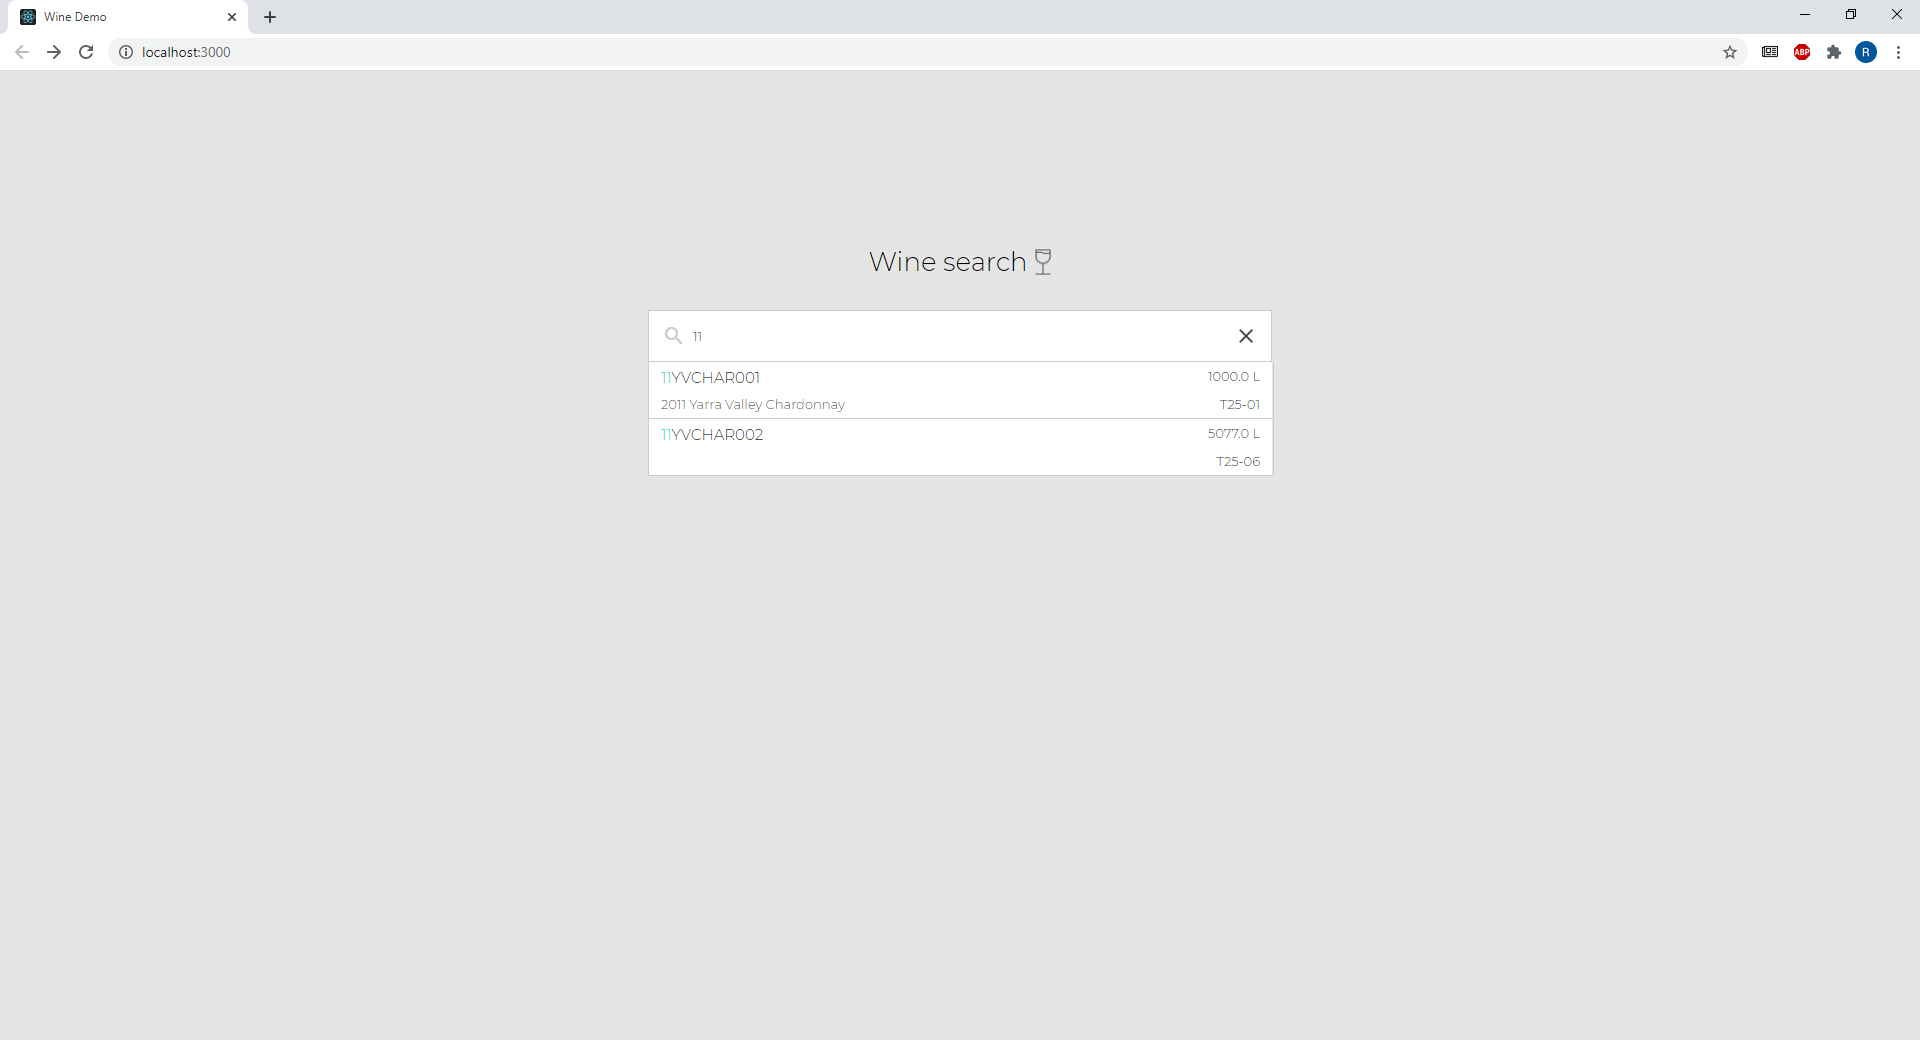 Wine Demo
localhost:3000
ABP
R
Wine search
11
11YVCHAR001 1000.0 L
2011 Yarra Valley Chardonnay T25-01
11YVCHAR002 5077.0 L
T25-06